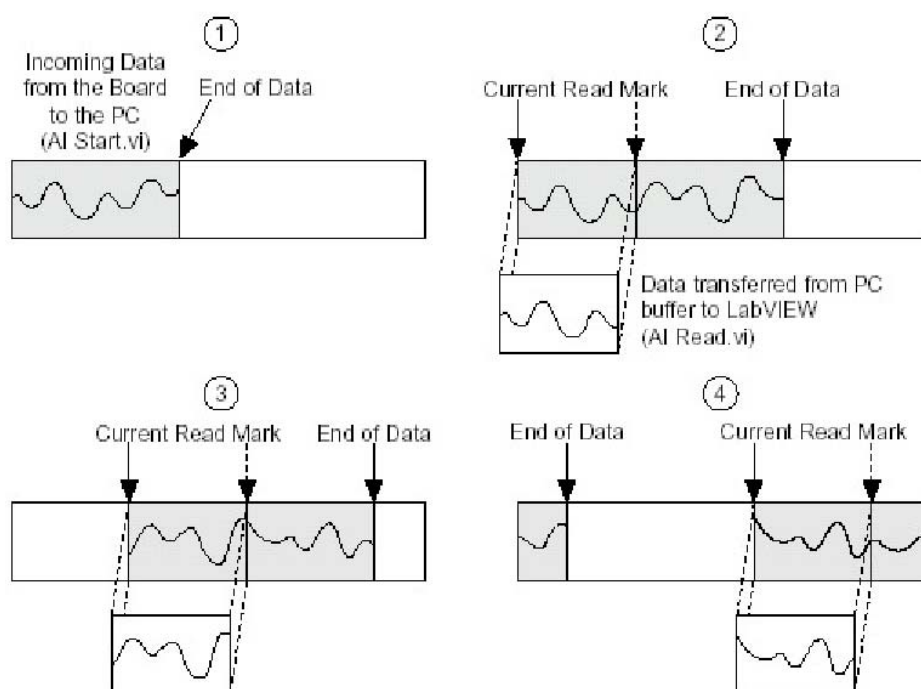 1
Incoming Data
from the Board
to the PC
(AI Start.vi)
End of Data
2
Current Read Mark
End of Data
Data transferred from PC
buffer to LabVIEW
(AI Read.vi)
3
Current Read Mark
End of Data
4
End of Data
Current Read Mark